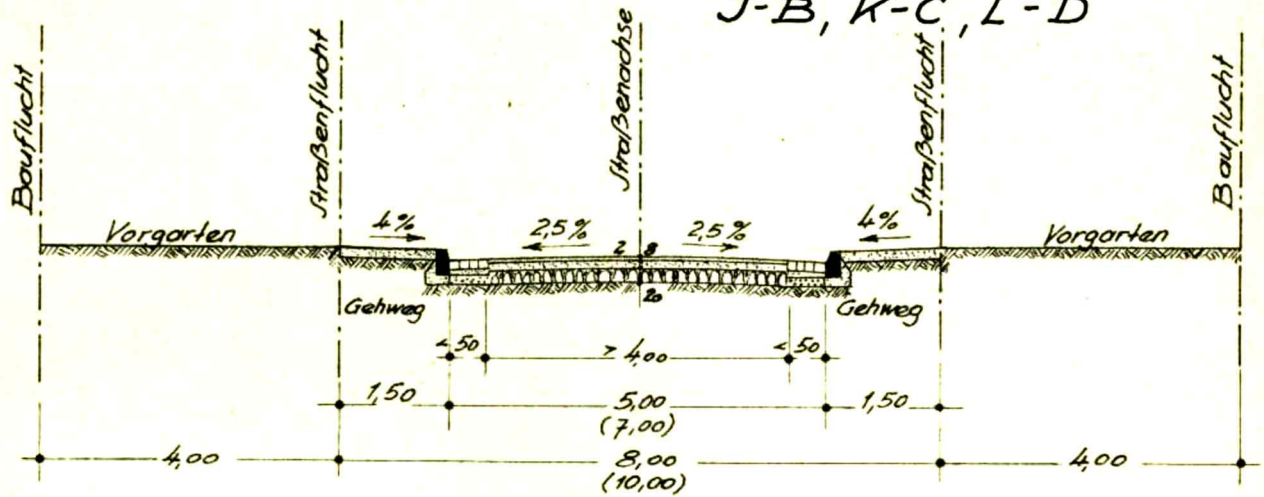 J-B, K-C, L-D
Bauflucht
Straßenflucht
Straßenachse
Straßenflucht
Bauflucht
Vorgarten
4%
2,5%
2,5%
4%
Vorgarten
2 8
20
Gehweg
Gehweg
< 50
> 4,00
< 50
1,50
5,00
1,50
(7,00)
4,00
8,00
4,00
(10,00)